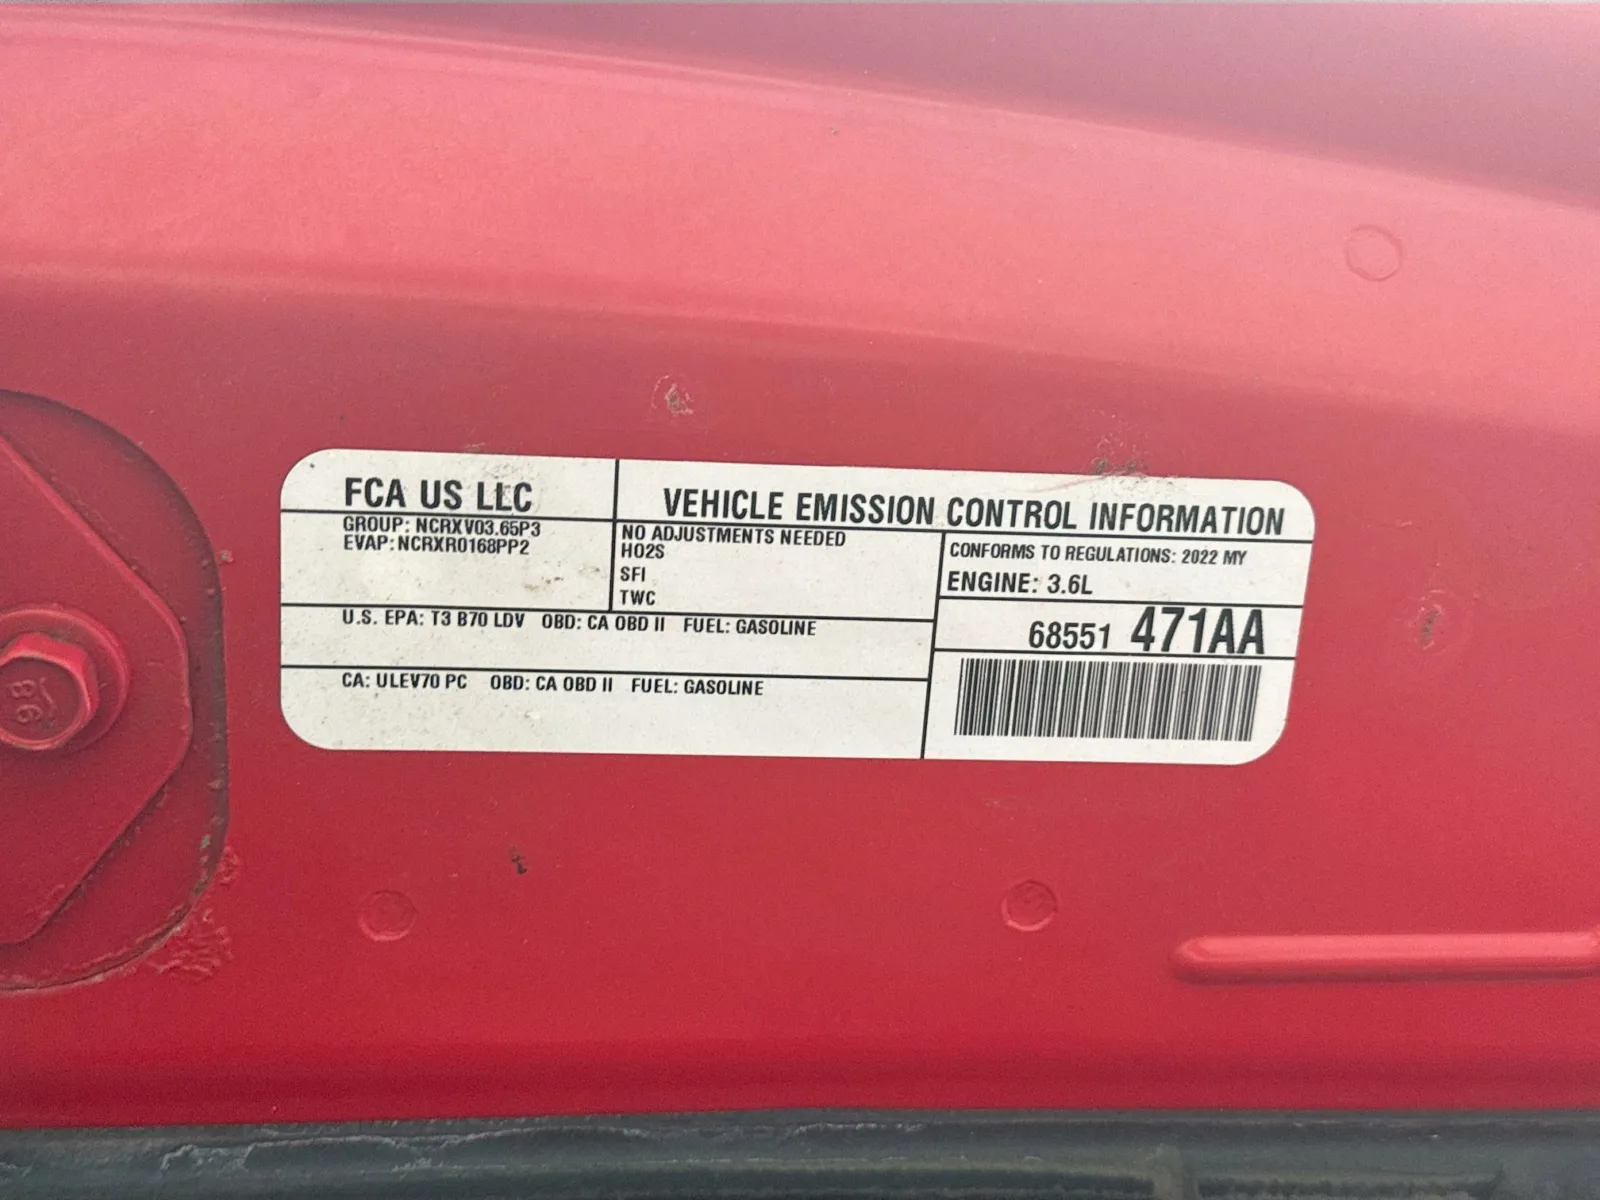 FCA US LLC
VEHICLE EMISSION CONTROL INFORMATION
GROUP: NCRXV03.65P3
EVAP: NCRXR0168PP2
NO ADJUSTMENTS NEEDED
HO2S
SFI
TWC
CONFORMS TO REGULATIONS: 2022 MY
ENGINE: 3.6L
U.S. EPA: T3 B70 LDV OBD: CA OBD II FUEL: GASOLINE
68551 471AA
CA: ULEV70 PC OBD: CA OBD II FUEL: GASOLINE